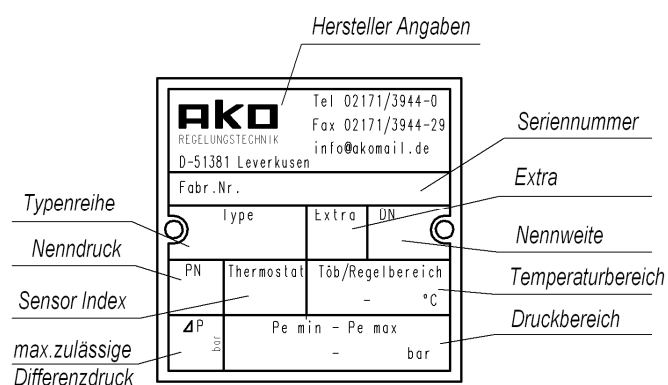 Hersteller Angaben
AKO
REGELUNGSTECHNIK
D-51381 Leverkusen
Tel 02171/3944-0
Fax 02171/3944-29
info@akomail.de
Seriennummer
Fabr.Nr.
Extra
Typenreihe
Type
Extra
DN
Nennweite
Nenndruck
PN
Thermostat
Töb/Regelbereich
- °C
Temperaturbereich
Sensor Index
Druckbereich
ΔP
bar
Pe min - Pe max
- bar
max.zulässige
Differenzdruck